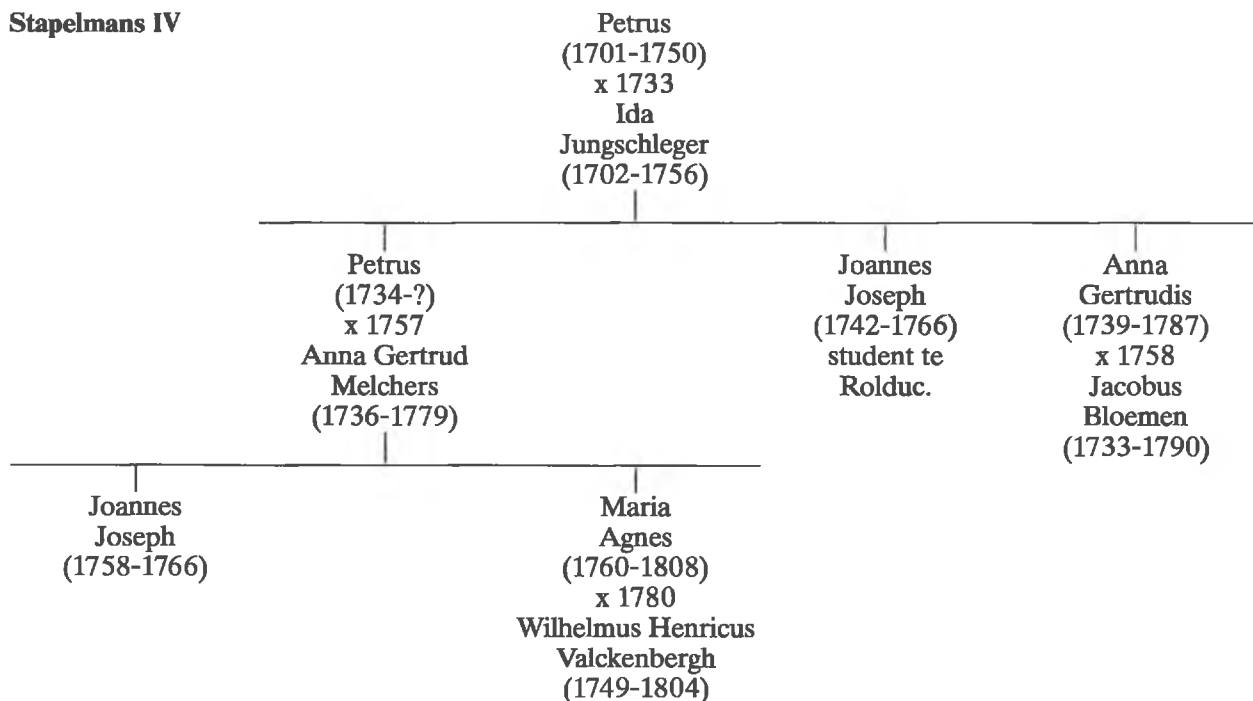 Stapelmans IV
Petrus
(1701-1750)
x 1733
Ida
Jungschleger
(1702-1756)
Petrus
(1734-?)
x 1757
Anna Gertrud
Melchers
(1736-1779)
Joannes
Joseph
(1742-1766)
student te
Rolduc.
Anna
Gertrudis
(1739-1787)
x 1758
Jacobus
Bloemen
(1733-1790)
Joannes
Joseph
(1758-1766)
Maria
Agnes
(1760-1808)
x 1780
Wilhelmus Henricus
Valckenbergh
(1749-1804)